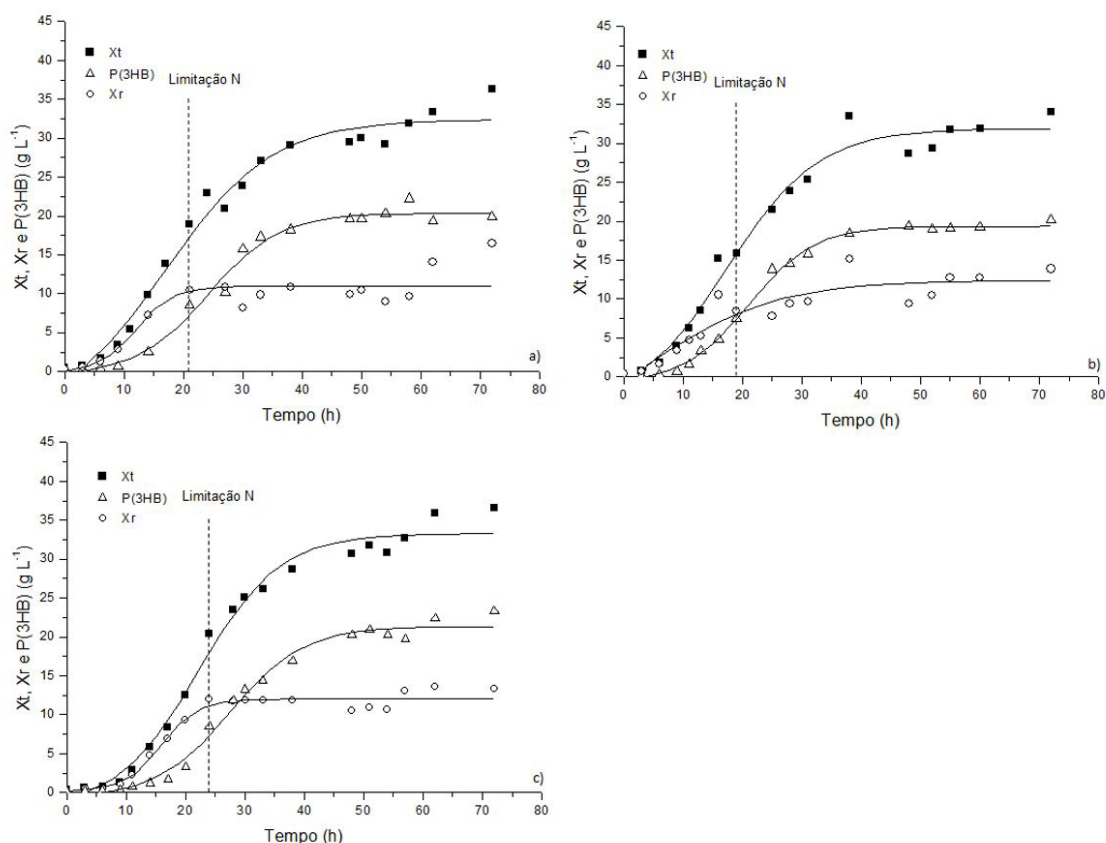 45
40
35
30
25
20
15
10
5
0
Xt, Xr e P(3HB) (g L⁻¹)
Xt
P(3HB)
Xr
Limitação N
a)
0 10 20 30 40 50 60 70 80
Tempo (h)
45
40
35
30
25
20
15
10
5
0
Xt, Xr e P(3HB) (g L⁻¹)
Xt
P(3HB)
Xr
Limitação N
b)
0 10 20 30 40 50 60 70 80
Tempo (h)
45
40
35
30
25
20
15
10
5
0
Xt, Xr e P(3HB) (g L⁻¹)
Xt
P(3HB)
Xr
Limitação N
c)
0 10 20 30 40 50 60 70 80
Tempo (h)